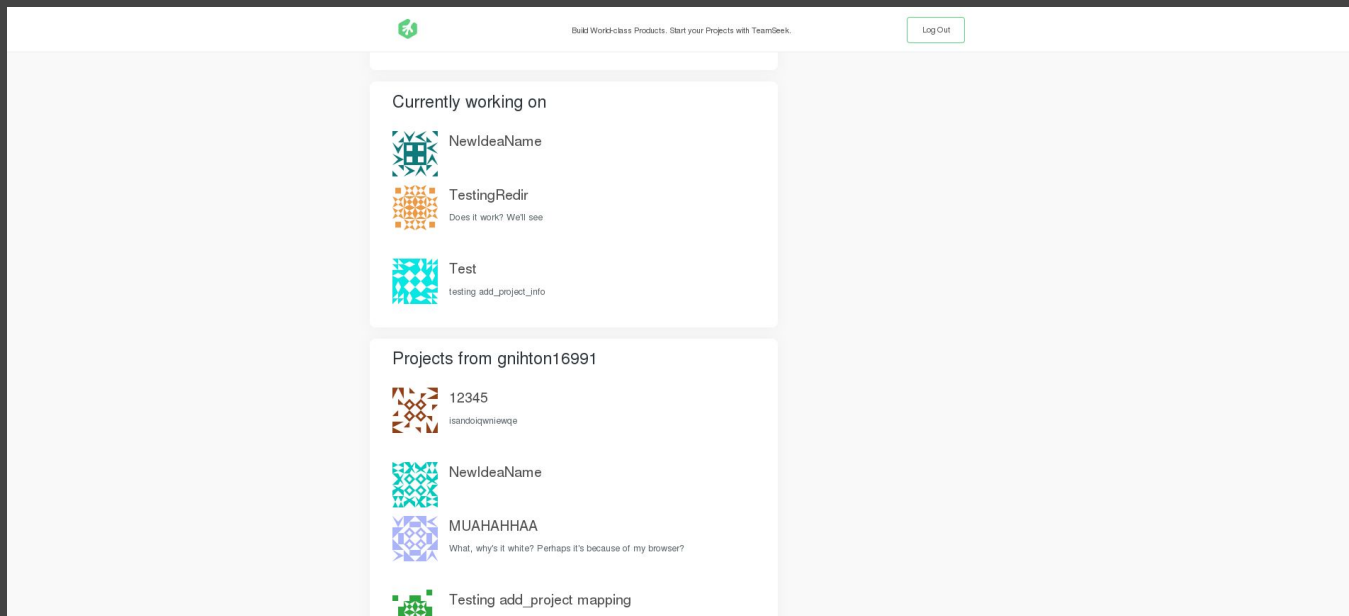 Build World-class Products. Start your Projects with TeamSeek.
Log Out
Currently working on
NewIdeaName
TestingRedir
Does it work? We'll see
Test
testing add_project_info
Projects from gnihton16991
12345
isandoiqwniewqe
NewIdeaName
MUAHAHHAA
What, why's it white? Perhaps it's because of my browser?
Testing add_project mapping